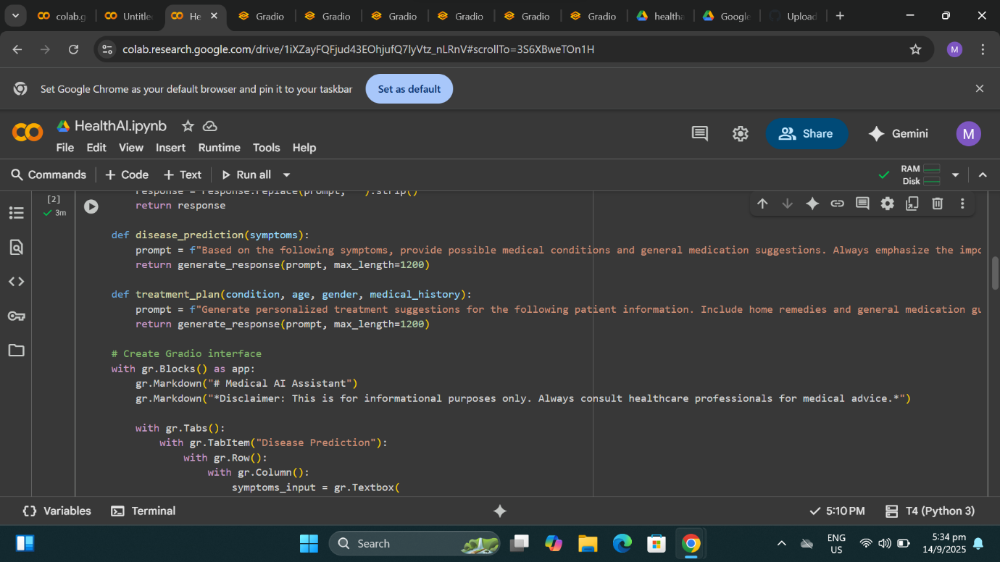 colab.g
Untitle
He
Gradio
Gradio
Gradio
Gradio
Gradio
Gradio
healtha
Google
Upload
colab.research.google.com/drive/1iXZayFQFjud43EOhjufQ7lyVtz_nLRnV#scrollTo=3S6XBweTOn1H
M
Set Google Chrome as your default browser and pin it to your taskbar
Set as default
HealthAI.ipynb
Share
Gemini
M
File Edit View Insert Runtime Tools Help
Commands + Code + Text Run all
RAM
Disk
[2]
3m
response = response.replace(prompt, "").strip()
return response
def disease_prediction(symptoms):
prompt = f"Based on the following symptoms, provide possible medical conditions and general medication suggestions. Always emphasize the impo
return generate_response(prompt, max_length=1200)
def treatment_plan(condition, age, gender, medical_history):
prompt = f"Generate personalized treatment suggestions for the following patient information. Include home remedies and general medication gu
return generate_response(prompt, max_length=1200)
# Create Gradio interface
with gr.Blocks() as app:
gr.Markdown("# Medical AI Assistant")
gr.Markdown("*Disclaimer: This is for informational purposes only. Always consult healthcare professionals for medical advice.*")
with gr.Tabs():
with gr.TabItem("Disease Prediction"):
with gr.Row():
with gr.Column():
symptoms_input = gr.Textbox(
{} Variables
Terminal
5:10 PM
T4 (Python 3)
Search
ENG
US
5:34 pm
14/9/2025